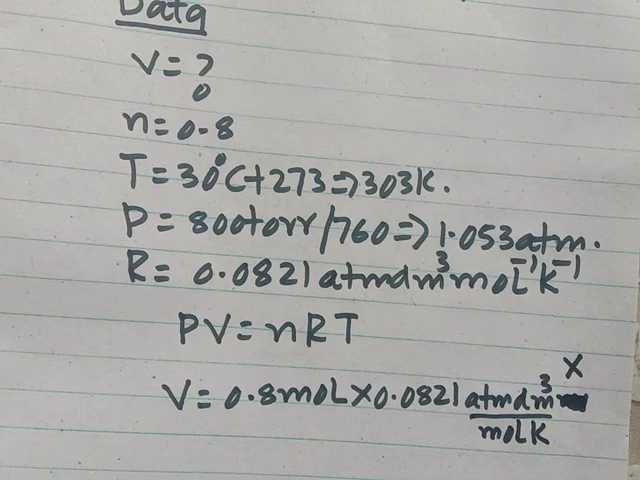 Data
V = ?
n = 0.8
T = 30°C + 273 => 303K.
P = 800torr/760 => 1.053atm.
R = 0.0821 atmdm³mol⁻¹K⁻¹
PV = nRT
V = 0.8mol × 0.0821 atmdm³/molK ×